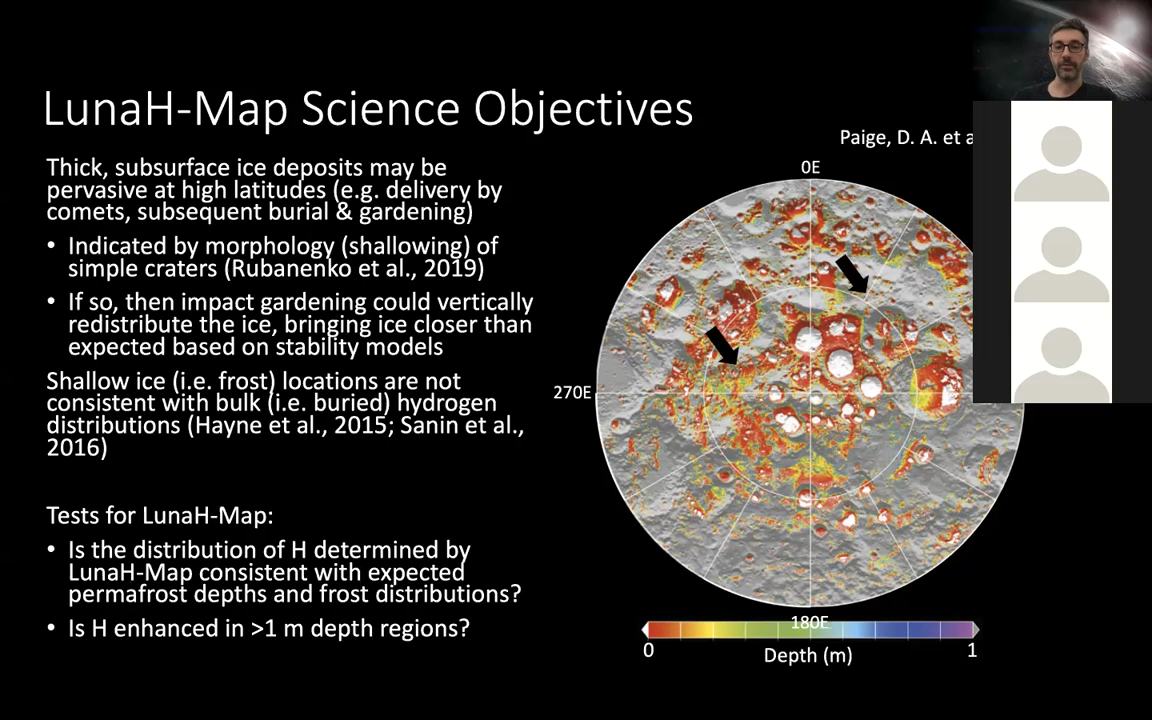 LunaH-Map Science Objectives
Thick, subsurface ice deposits may be
pervasive at high latitudes (e.g. delivery by
comets, subsequent burial & gardening)
• Indicated by morphology (shallowing) of
simple craters (Rubanenko et al., 2019)
• If so, then impact gardening could vertically
redistribute the ice, bringing ice closer than
expected based on stability models
Shallow ice (i.e. frost) locations are not
consistent with bulk (i.e. buried) hydrogen
distributions (Hayne et al., 2015; Sanin et al.,
2016)
Tests for LunaH-Map:
• Is the distribution of H determined by
LunaH-Map consistent with expected
permafrost depths and frost distributions?
• Is H enhanced in >1 m depth regions?
Paige, D. A. et a
0E
270E
180E
0
1
Depth (m)